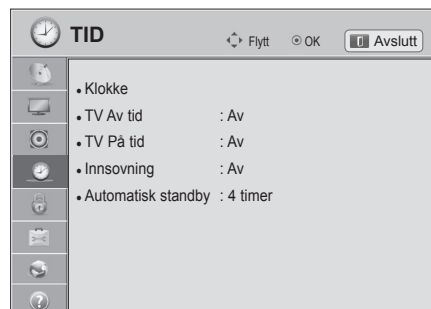 TID Flytt OK Avslutt
• Klokke
• TV Av tid : Av
• TV På tid : Av
• Innsovning : Av
• Automatisk standby : 4 timer